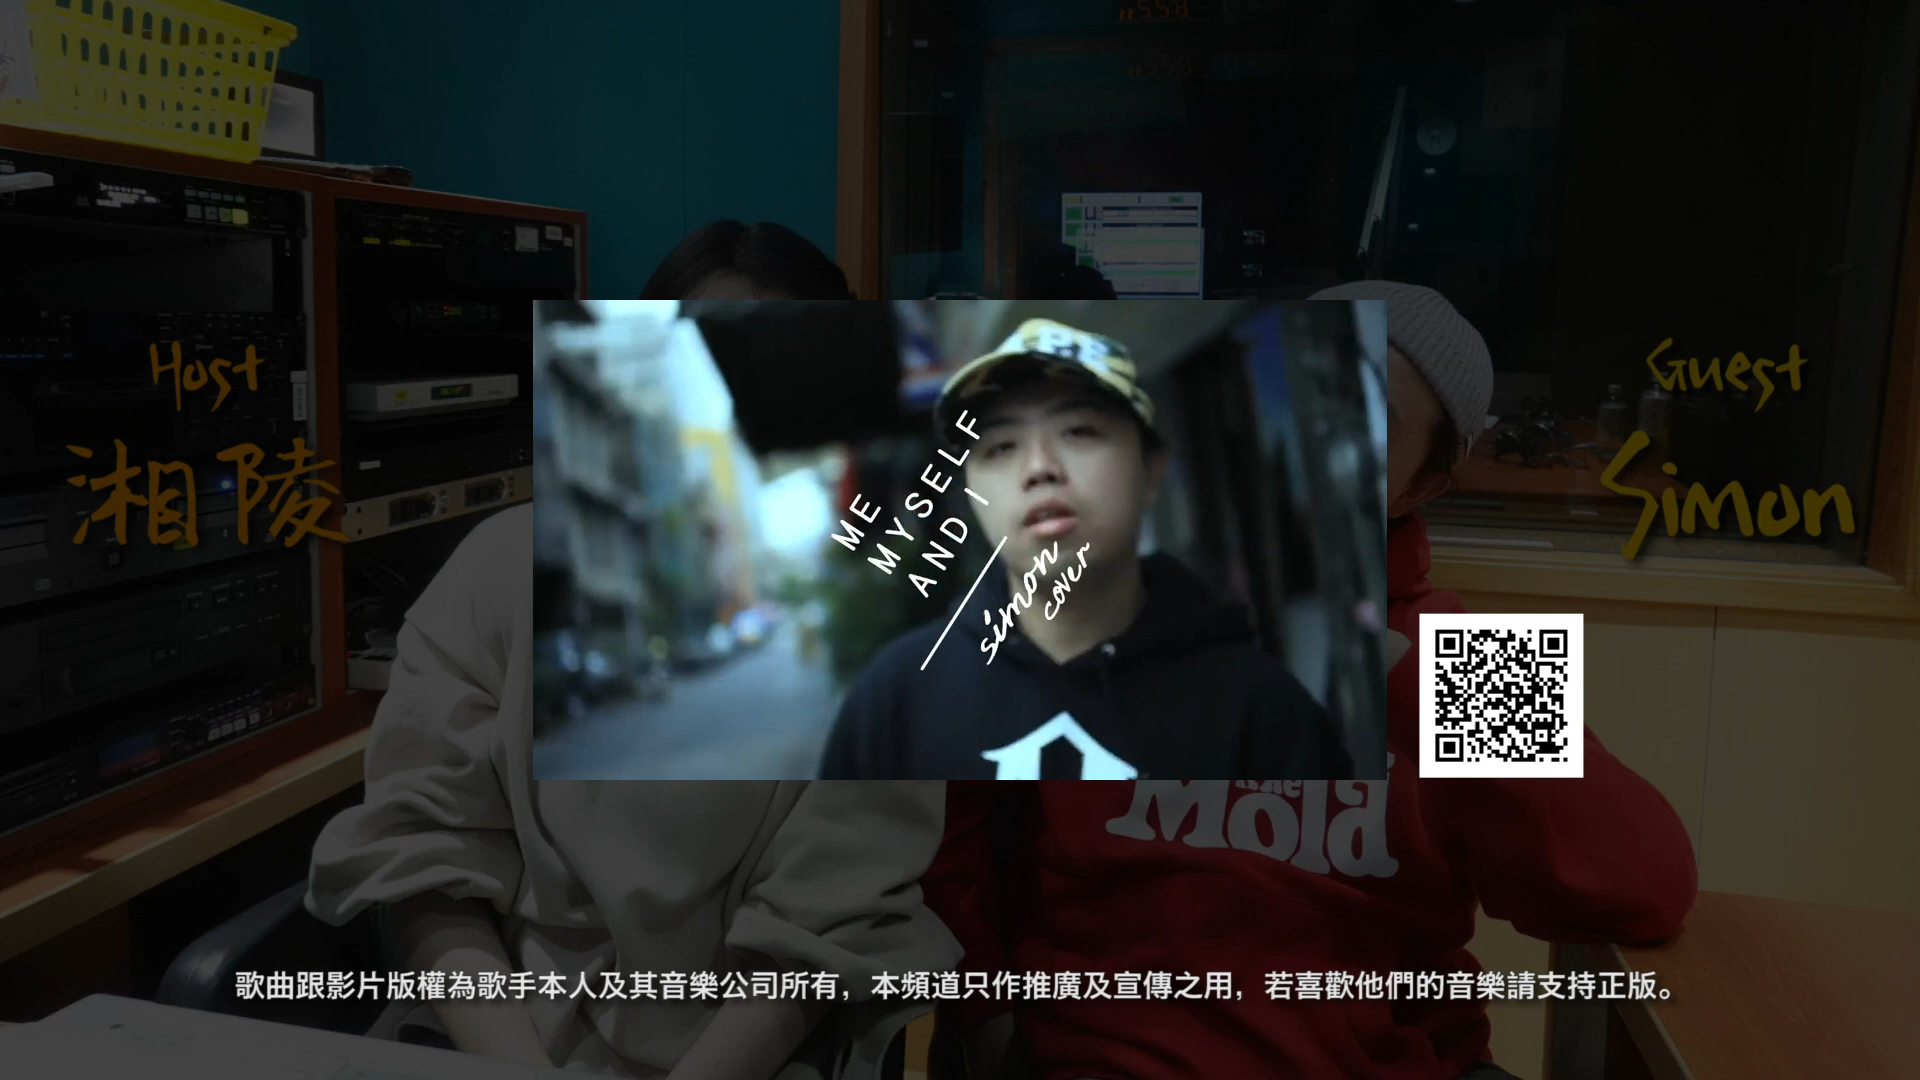 Host
湘陵
Guest
Simon
ME
MYSELF
AND I
simon
cover
Mola
歌曲跟影片版權為歌手本人及其音樂公司所有，本頻道只作推廣及宣傳之用，若喜歡他們的音樂請支持正版。